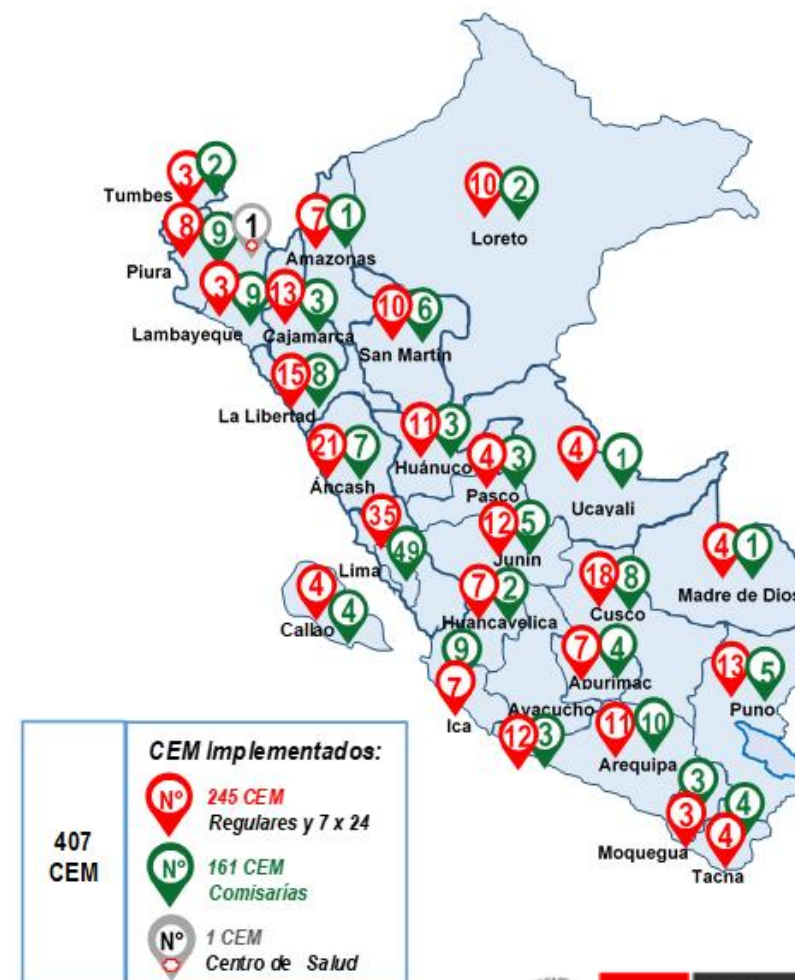 3 2
Tumbes
8 9 1
Piura
7 1
Amazonas
10 2
Loreto
3 9
Lambayeque
13 3
Cajamarca
10 6
San Martín
15 8
La Libertad
21 7
Áncash
11 3
Huánuco
4 3
Pasco
4 1
Ucayali
35 49
Lima
12 5
Junín
4 4
Callao
7 2
Huancavelica
18 8
Cusco
4 1
Madre de Dios
9
7
Ica
7 4
Apurímac
Ayacucho
12 3
11 10
Arequipa
13 5
Puno
3
3
Moquegua
4
4
Tacna
407
CEM
CEM Implementados:
Nº 245 CEM
Regulares y 7 x 24
Nº 161 CEM
Comisarías
Nº 1 CEM
Centro de Salud